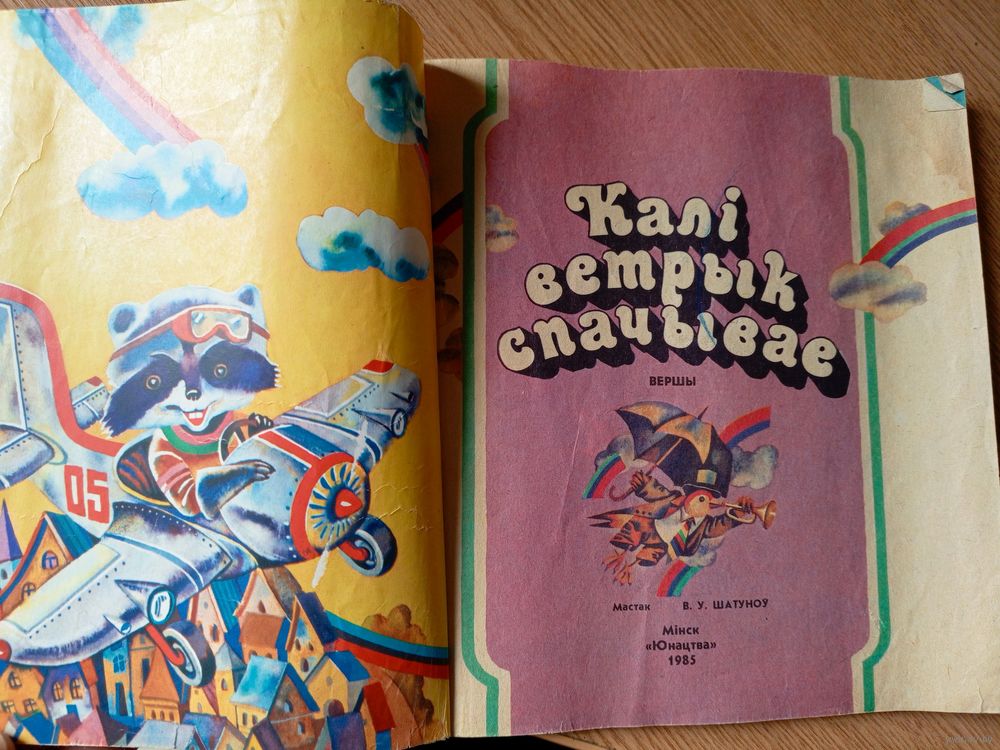 05
Калі
ветрык
спачывае
ВЕРШЫ
Мастак В. У. ШАТУНОЎ
Мінск
«Юнацтва»
1985